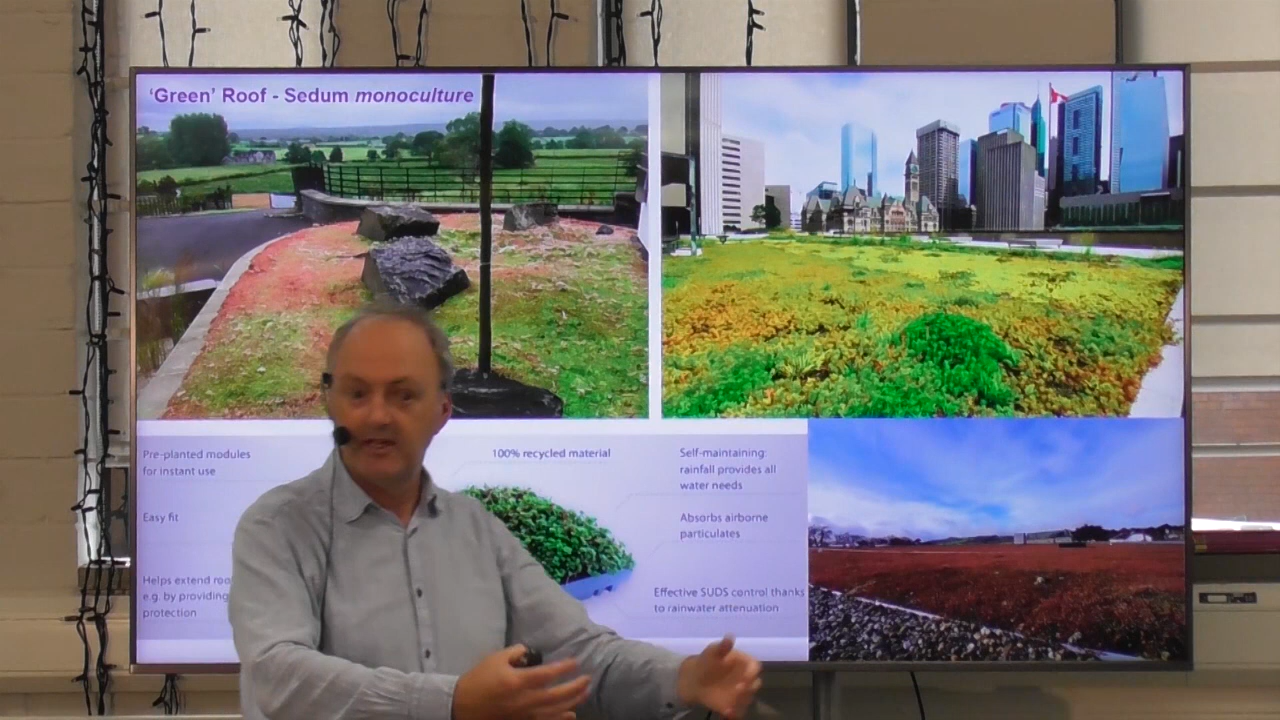 ‘Green’ Roof - Sedum monoculture
Pre-planted modules
for instant use
Easy fit
Helps extend
e.g. by providing
protection
100% recycled material
Self-maintaining:
rainfall provides all
water needs
Absorbs airborne
particulates
Effective SUDS control thanks
to rainwater attenuation